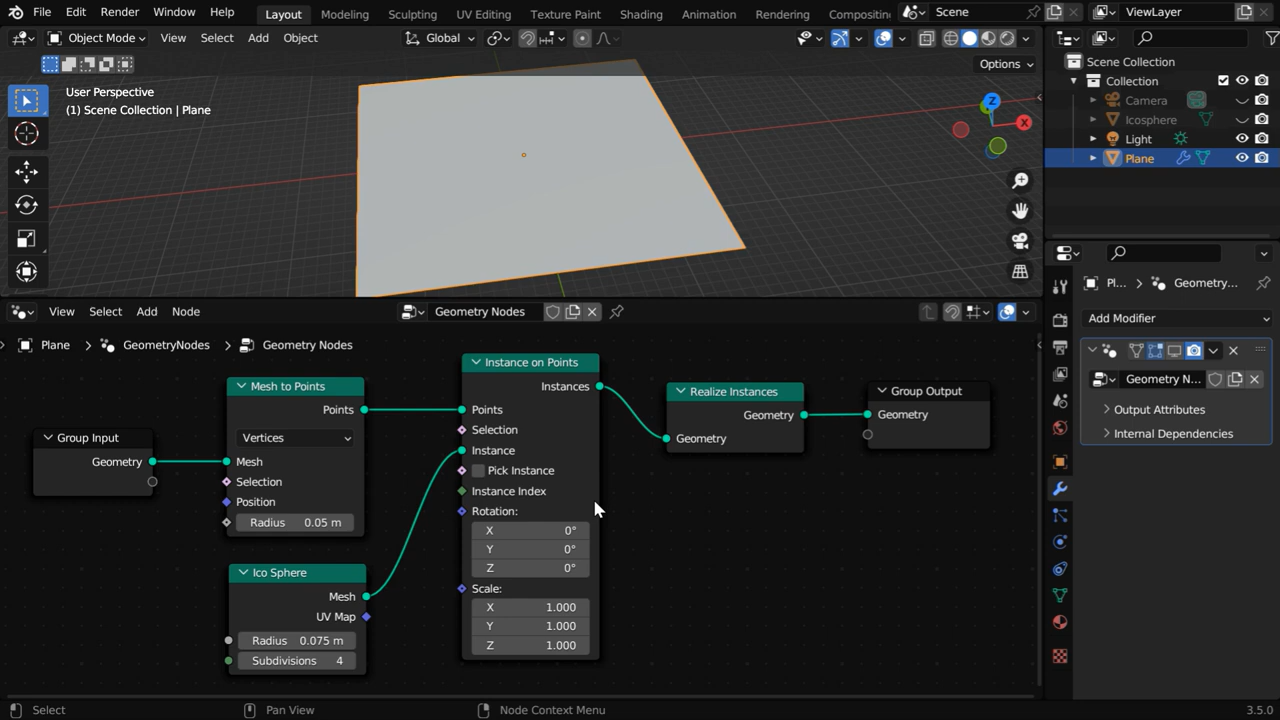 File Edit Render Window Help Layout Modeling Sculpting UV Editing Texture Paint Shading Animation Rendering Compositing Scene ViewLayer
Object Mode View Select Add Object Global
Options
User Perspective
(1) Scene Collection | Plane
Z
X
Scene Collection
Collection
Camera
Icosphere
Light
Plane
View Select Add Node Geometry Nodes
Plane GeometryNodes Geometry Nodes
Group Input
Geometry
Mesh to Points
Points
Vertices
Mesh
Selection
Position
Radius 0.05 m
Ico Sphere
Mesh
UV Map
Radius 0.075 m
Subdivisions 4
Instance on Points
Instances
Points
Selection
Instance
Pick Instance
Instance Index
Rotation:
X 0°
Y 0°
Z 0°
Scale:
X 1.000
Y 1.000
Z 1.000
Realize Instances
Geometry
Geometry
Group Output
Geometry
Pl... Geometry...
Add Modifier
Geometry N...
Output Attributes
Internal Dependencies
Select Pan View Node Context Menu 3.5.0